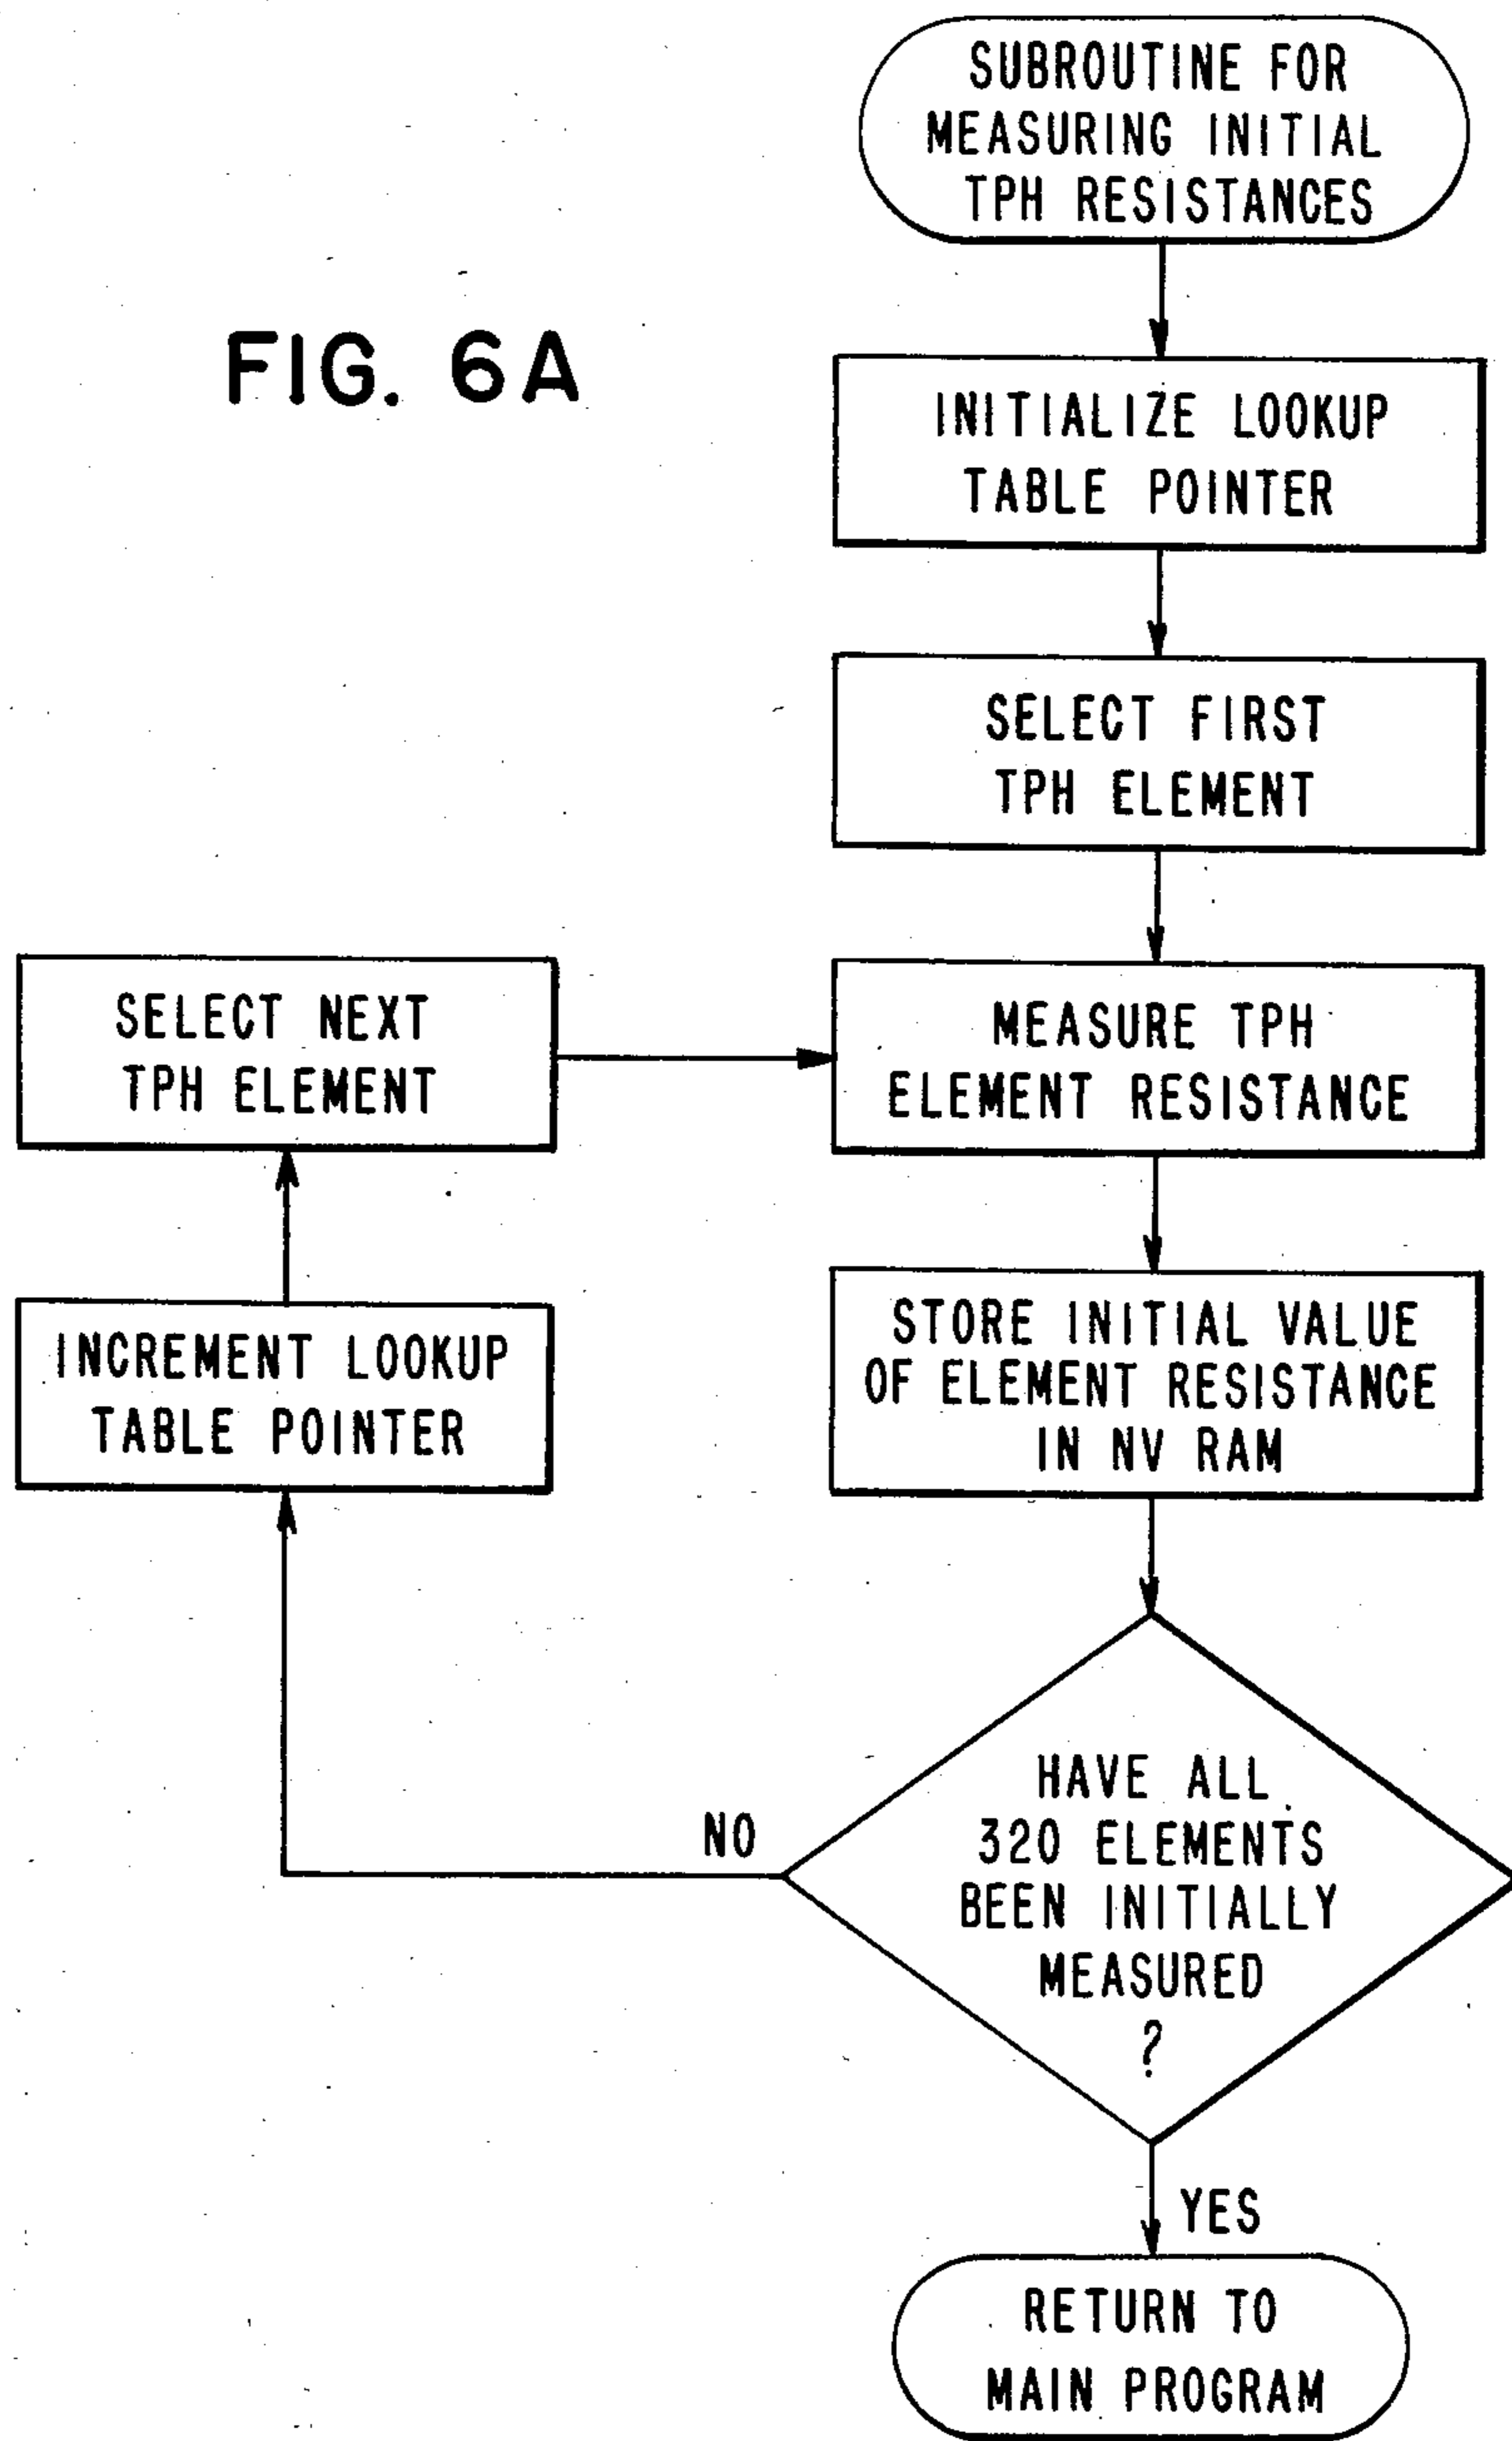 SUBROUTINE FOR
MEASURING INITIAL
TPH RESISTANCES
FIG. 6A
INITIALIZE LOOKUP
TABLE POINTER
SELECT FIRST
TPH ELEMENT
SELECT NEXT
TPH ELEMENT
MEASURE TPH
ELEMENT RESISTANCE
INCREMENT LOOKUP
TABLE POINTER
STORE INITIAL VALUE
OF ELEMENT RESISTANCE
IN NV RAM
NO
HAVE ALL
320 ELEMENTS
BEEN INITIALLY
MEASURED
?
YES
RETURN TO
MAIN PROGRAM